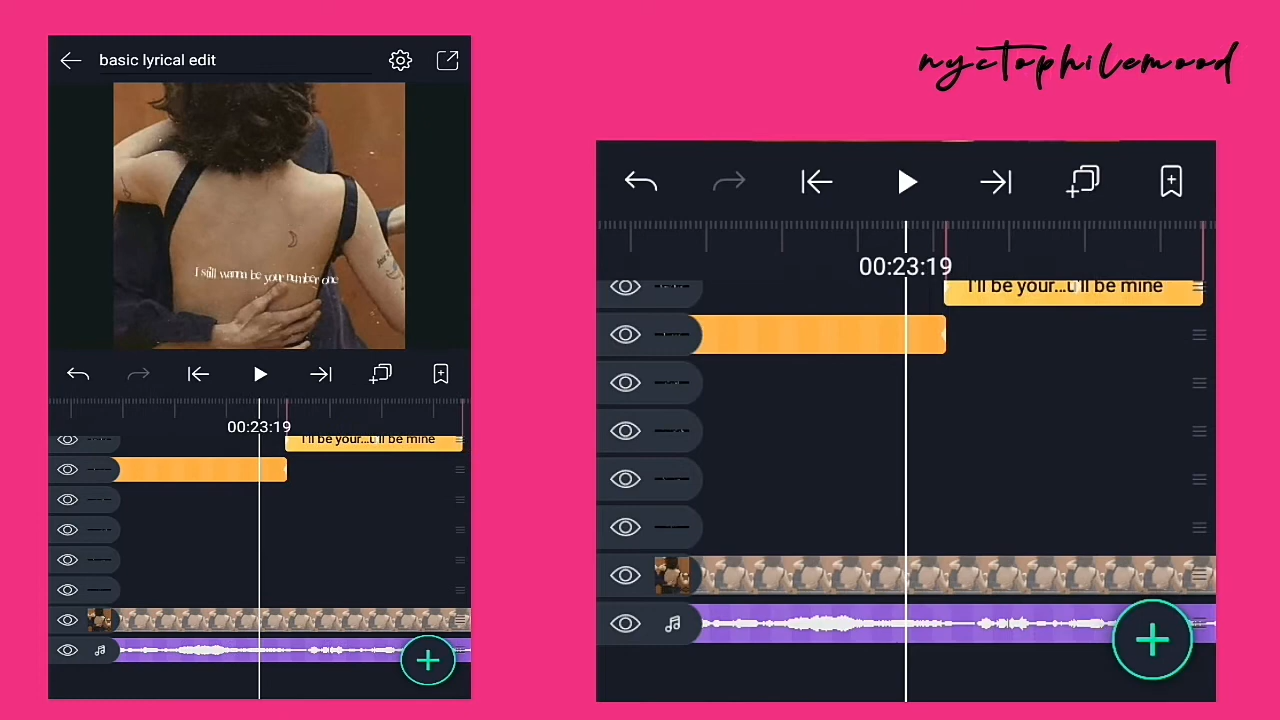 nyctophilemood
basic lyrical edit
I still wanna be your number one
00:23:19
I'll be your...u'll be mine
00:23:19
I'll be your...u'll be mine